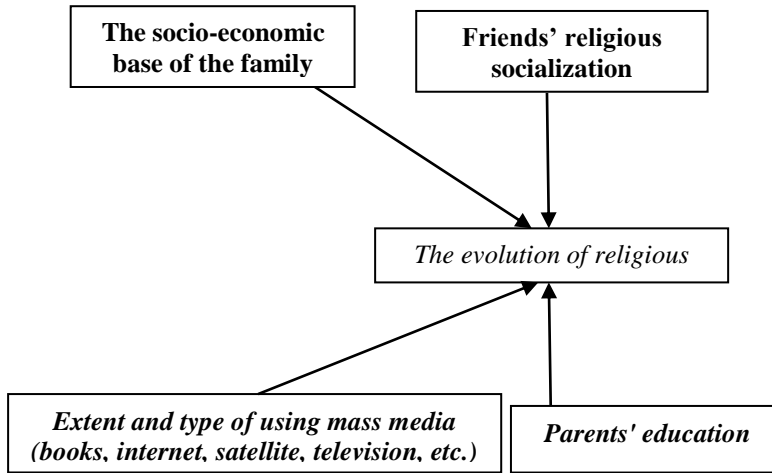 The socio-economic
base of the family
Friends’ religious
socialization
The evolution of religious
Extent and type of using mass media
(books, internet, satellite, television, etc.)
Parents' education